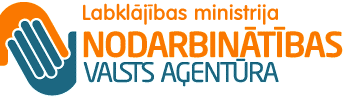 Labklājības ministrija
NODARBINĀTĪBAS
VALSTS AĢENTŪRA